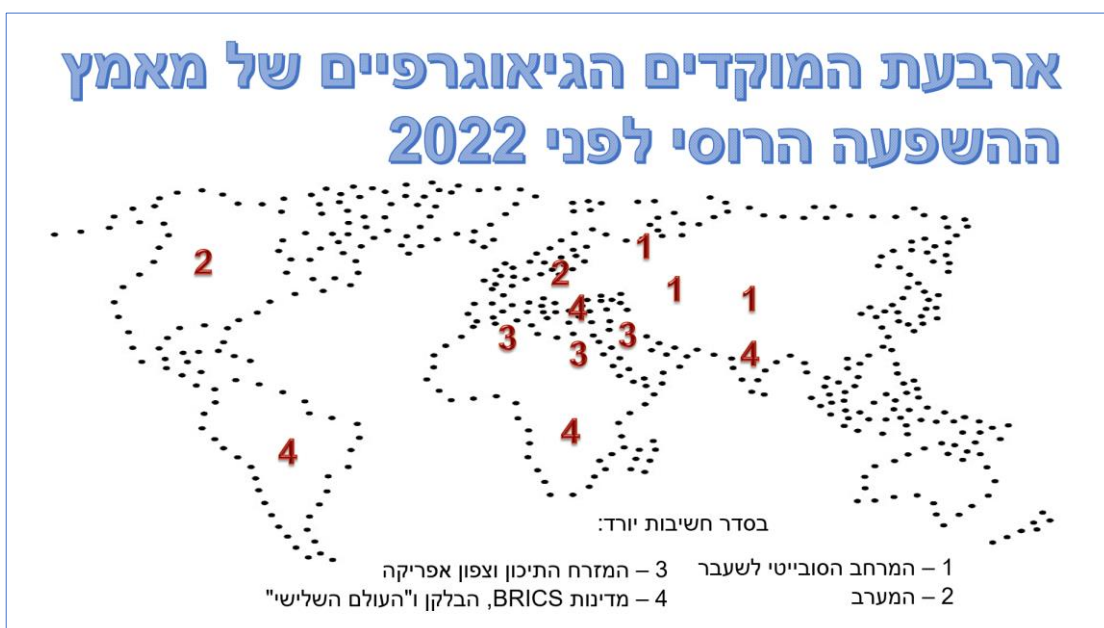 ארבעת המוקדים הגיאוגרפיים של מאמץ
ההשפעה הרוסי לפני 2022
1
2
2
1
1
4
3
3
3
4
4
4
בסדר חשיבות יורד:
1 – המרחב הסובייטי לשעבר
2 – המערב
3 – המזרח התיכון וצפון אפריקה
4 – מדינות BRICS, הבלקן ו"העולם השלישי"